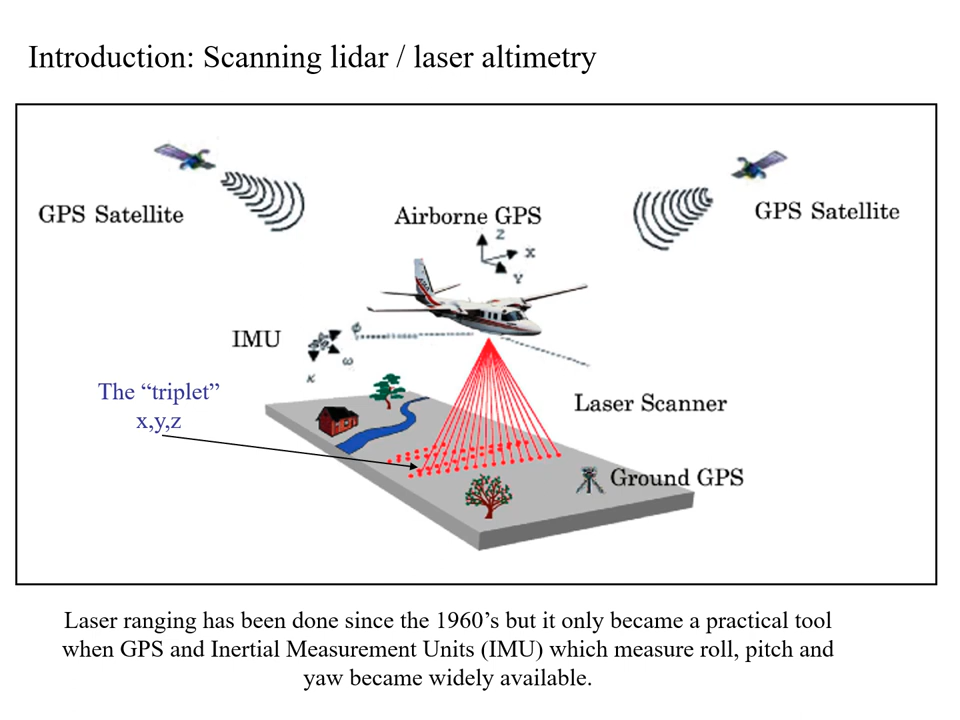 Introduction: Scanning lidar / laser altimetry
GPS Satellite
Airborne GPS
GPS Satellite
Z
X
Y
IMU
ϕ
ω
κ
The “triplet”
x,y,z
Laser Scanner
Ground GPS
Laser ranging has been done since the 1960’s but it only became a practical tool
when GPS and Inertial Measurement Units (IMU) which measure roll, pitch and
yaw became widely available.